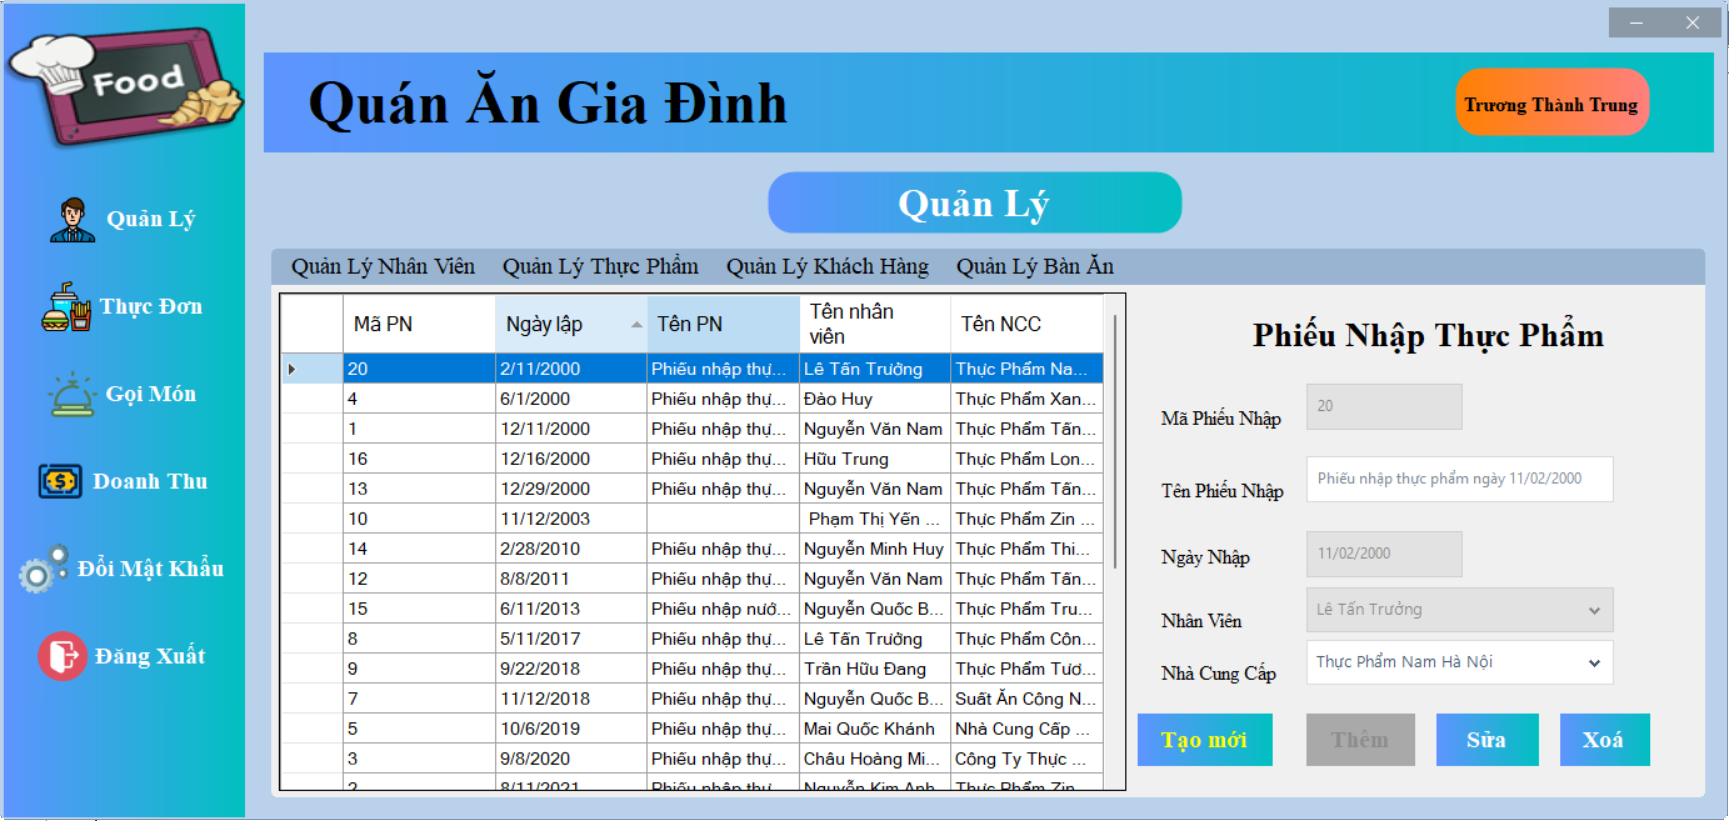 Food
Quán Ăn Gia Đình
Trương Thành Trung
Quản Lý
Thực Đơn
Gọi Món
Doanh Thu
Đổi Mật Khẩu
Đăng Xuất
Quản Lý
Quản Lý Nhân Viên Quản Lý Thực Phẩm Quản Lý Khách Hàng Quản Lý Bàn Ăn
Mã PN Ngày lập Tên PN Tên nhân viên Tên NCC
20 2/11/2000 Phiếu nhập thự... Lê Tấn Trưởng Thực Phẩm Na...
4 6/1/2000 Phiếu nhập thự... Đào Huy Thực Phẩm Xan...
1 12/11/2000 Phiếu nhập thự... Nguyễn Văn Nam Thực Phẩm Tấn...
16 12/16/2000 Phiếu nhập thự... Hữu Trung Thực Phẩm Lon...
13 12/29/2000 Phiếu nhập thự... Nguyễn Văn Nam Thực Phẩm Tấn...
10 11/12/2003 Phạm Thị Yến ... Thực Phẩm Zin ...
14 2/28/2010 Phiếu nhập thự... Nguyễn Minh Huy Thực Phẩm Thi...
12 8/8/2011 Phiếu nhập thự... Nguyễn Văn Nam Thực Phẩm Tấn...
15 6/11/2013 Phiếu nhập nướ... Nguyễn Quốc B... Thực Phẩm Tru...
8 5/11/2017 Phiếu nhập thự... Lê Tấn Trưởng Thực Phẩm Côn...
9 9/22/2018 Phiếu nhập thự... Trần Hữu Đang Thực Phẩm Tươ...
7 11/12/2018 Phiếu nhập thự... Nguyễn Quốc B... Suất Ăn Công N...
5 10/6/2019 Phiếu nhập thự... Mai Quốc Khánh Nhà Cung Cấp ...
3 9/8/2020 Phiếu nhập thự... Châu Hoàng Mi... Công Ty Thực ...
2 8/11/2021 Phiếu nhập thự... Nguyễn Kim Anh Thực Phẩm Zin...
Phiếu Nhập Thực Phẩm
Mã Phiếu Nhập 20
Tên Phiếu Nhập Phiếu nhập thực phẩm ngày 11/02/2000
Ngày Nhập 11/02/2000
Nhân Viên Lê Tấn Trưởng
Nhà Cung Cấp Thực Phẩm Nam Hà Nội
Tạo mới Thêm Sửa Xoá